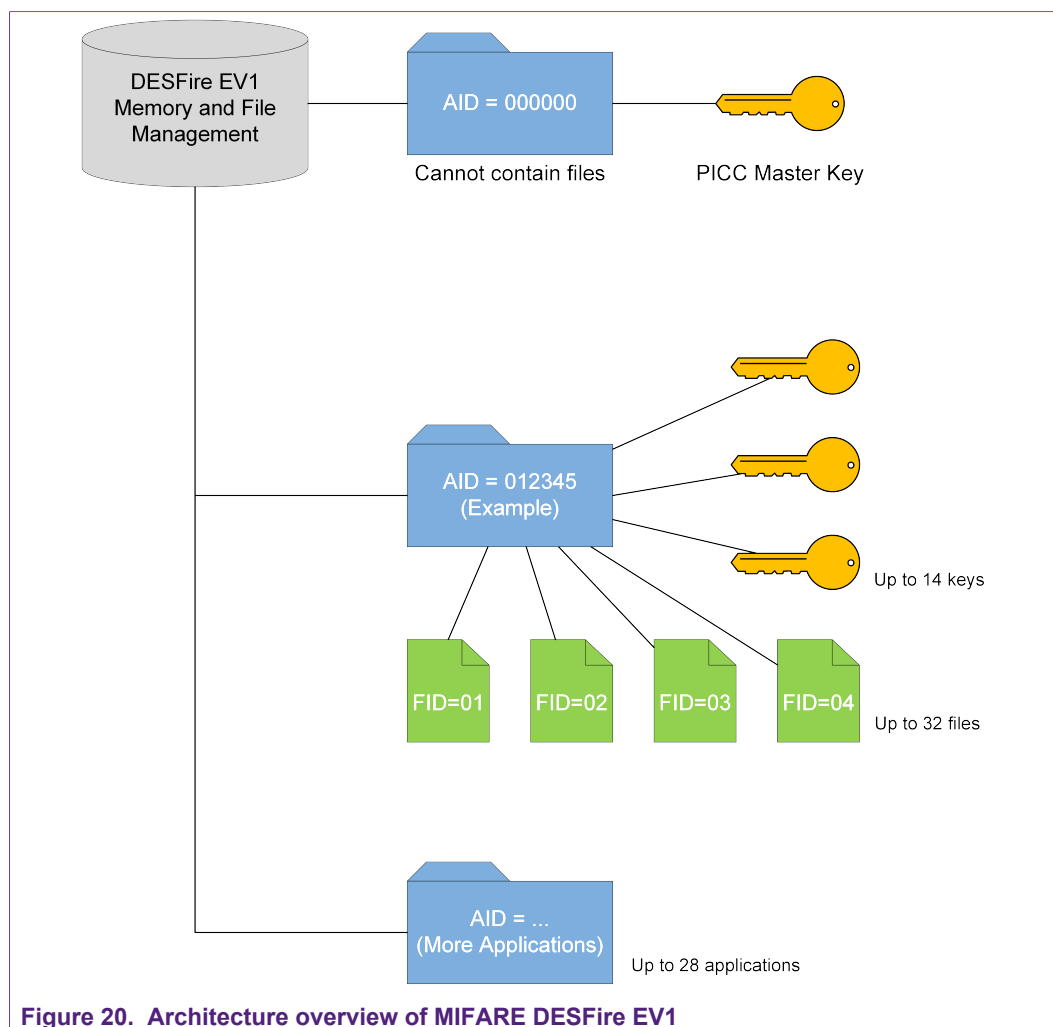 DESFire EV1
Memory and File
Management
AID = 000000
Cannot contain files
PICC Master Key
AID = 012345
(Example)
Up to 14 keys
FID=01
FID=02
FID=03
FID=04
Up to 32 files
AID = ...
(More Applications)
Up to 28 applications
Figure 20. Architecture overview of MIFARE DESFire EV1